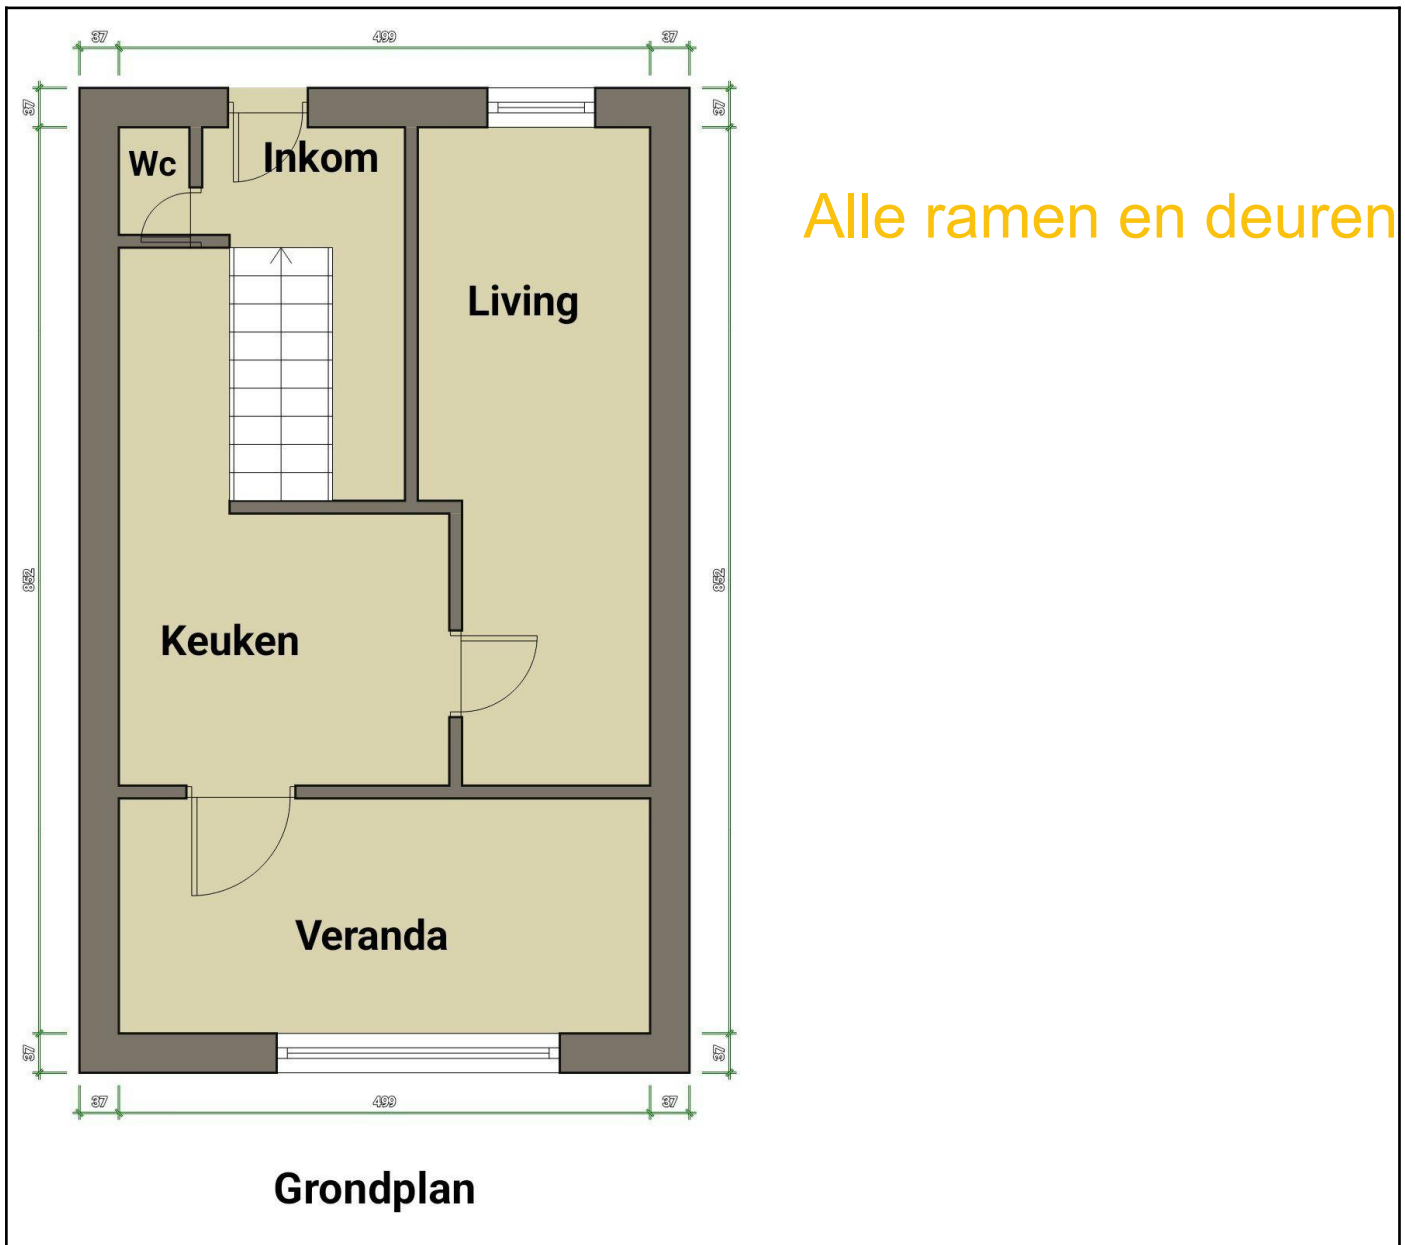 37 499 37
37 37
Wc Inkom
Alle ramen en deuren
Living
852 852
Keuken
Veranda
37 37
37 499 37
Grondplan